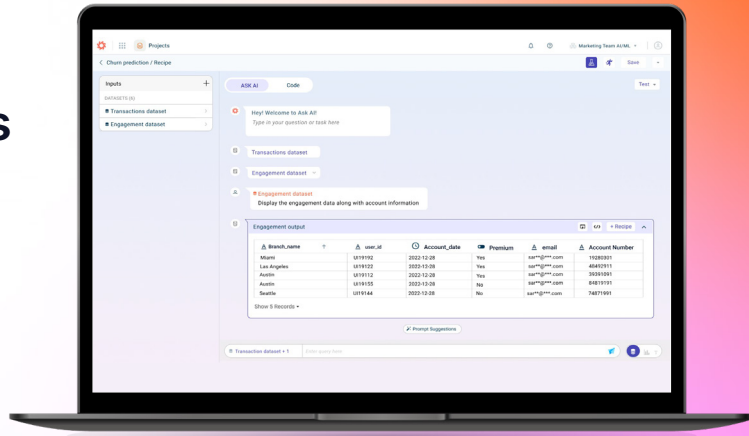 s
Projects
Marketing Team AUML
Churn prediction / Recipe
Save
Inputs
+
ASK AI
Code
Test
DATASETS (6)
Transactions dataset
Engagement dataset
Hey! Welcome to Ask AI!
Type in your question or task here
Transactions dataset
Engagement dataset
Engagement dataset
Display the engagement data along with account information
Engagement output
+ Recipe
Branch_name user_id Account_date Premium email Account Number
Miami UI19192 2022-12-28 Yes sar**@***.com 19280301
Las Angeles UI19122 2022-12-28 Yes sar**@***.com 48492911
Austin UI19112 2022-12-28 Yes sar**@***.com 39391091
Austin UI19155 2022-12-28 No sar**@***.com 84819191
Seattle UI19144 2022-12-28 No sar**@***.com 74871991
Show 5 Records
Prompt Suggestions
Transaction dataset + 1